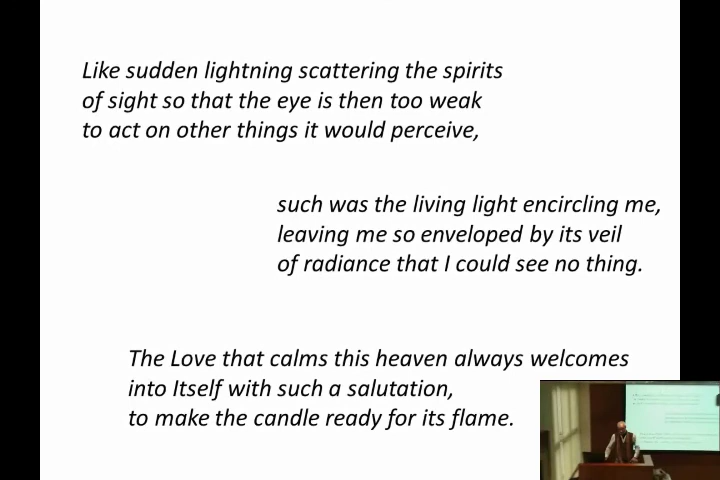 Like sudden lightning scattering the spirits
of sight so that the eye is then too weak
to act on other things it would perceive,
such was the living light encircling me,
leaving me so enveloped by its veil
of radiance that I could see no thing.
The Love that calms this heaven always welcomes
into Itself with such a salutation,
to make the candle ready for its flame.